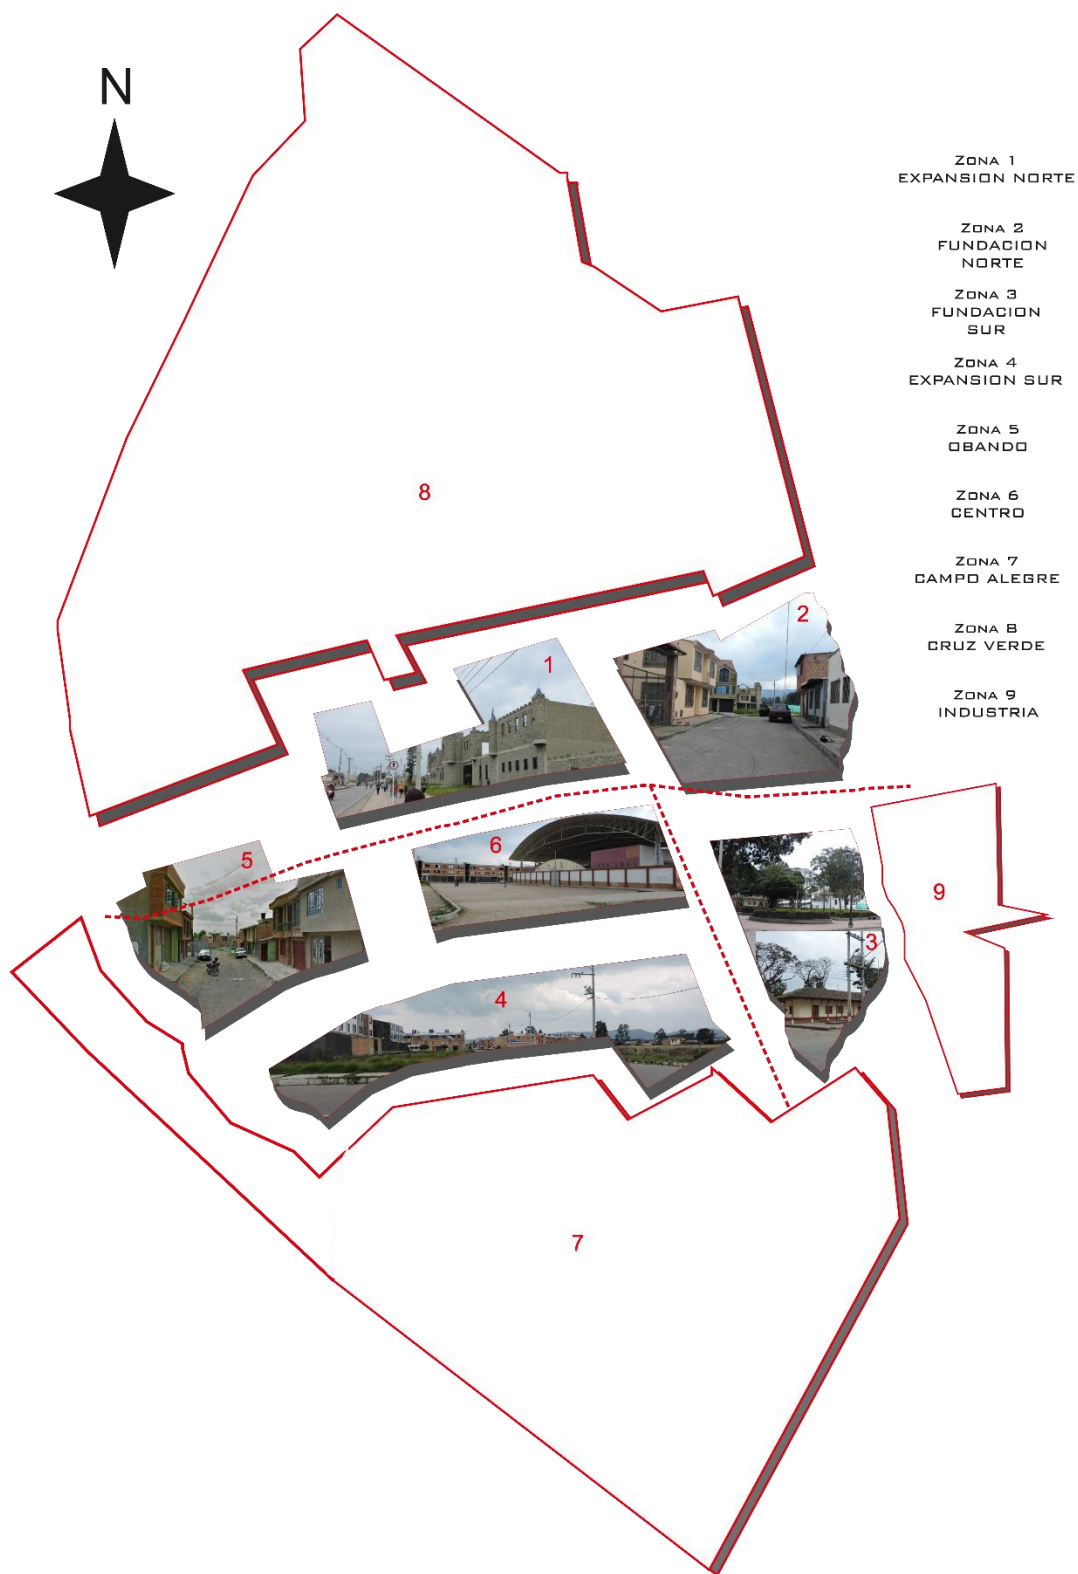 N
Zona 1
EXPANSION NORTE
Zona 2
FUNDACION
NORTE
Zona 3
FUNDACION
SUR
Zona 4
EXPANSION SUR
Zona 5
OBANDO
Zona 6
CENTRO
Zona 7
CAMPO ALEGRE
Zona 8
CRUZ VERDE
Zona 9
INDUSTRIA
8
2
1
6
5
9
3
4
7